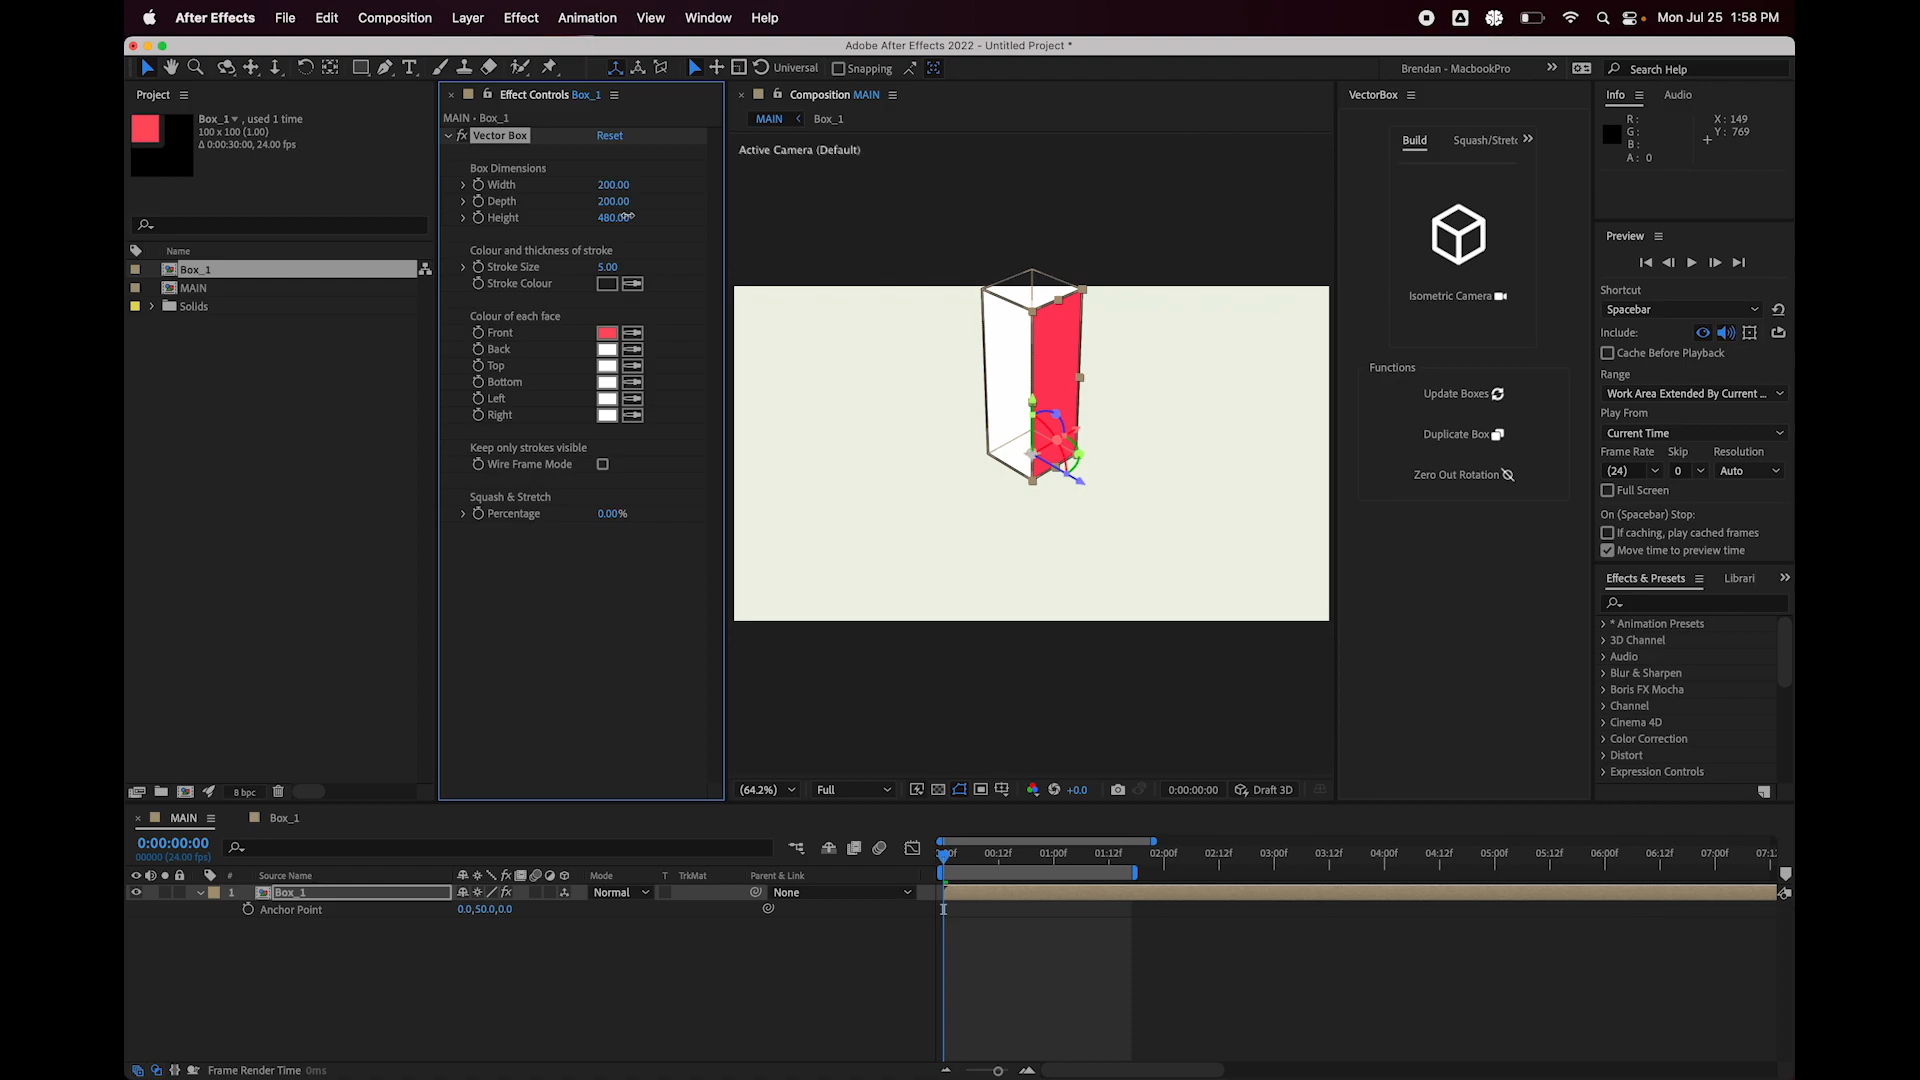 After Effects File Edit Composition Layer Effect Animation View Window Help
Mon Jul 25 1:58 PM
Adobe After Effects 2022 - Untitled Project *
Universal Snapping
Brendan - MacbookPro
Search Help
Project
Box_1, used 1 time
100 x 100 (1.00)
Δ 0:00:30:00, 24.00 fps
Name
Box_1
MAIN
Solids
8 bpc
Effect Controls Box_1
MAIN • Box_1
fx Vector Box Reset
Box Dimensions
Width 200.00
Depth 200.00
Height 480.00
Colour and thickness of stroke
Stroke Size 5.00
Stroke Colour
Colour of each face
Front
Back
Top
Bottom
Left
Right
Keep only strokes visible
Wire Frame Mode
Squash & Stretch
Percentage 0.00%
Composition MAIN
MAIN Box_1
Active Camera (Default)
(64.2%) Full +0.0 0:00:00:00 Draft 3D
VectorBox
Build Squash/Stretc
Isometric Camera
Functions
Update Boxes
Duplicate Box
Zero Out Rotation
Info Audio
R: X: 149
G: Y: 769
B:
A: 0
Preview
Shortcut
Spacebar
Include:
Cache Before Playback
Range
Work Area Extended By Current ...
Play From
Current Time
Frame Rate Skip Resolution
(24) 0 Auto
Full Screen
On (Spacebar) Stop:
If caching, play cached frames
Move time to preview time
Effects & Presets Librari
* Animation Presets
3D Channel
Audio
Blur & Sharpen
Boris FX Mocha
Channel
Cinema 4D
Color Correction
Distort
Expression Controls
MAIN Box_1
0:00:00:00
00000 (24.00 fps)
00:12f 01:00f 01:12f 02:00f 02:12f 03:00f 03:12f 04:00f 04:12f 05:00f 05:12f 06:00f 06:12f 07:00f
# Source Name Mode T TrkMat Parent & Link
1 Box_1 fx Normal None
Anchor Point 0.0,50.0,0.0
Frame Render Time 0ms